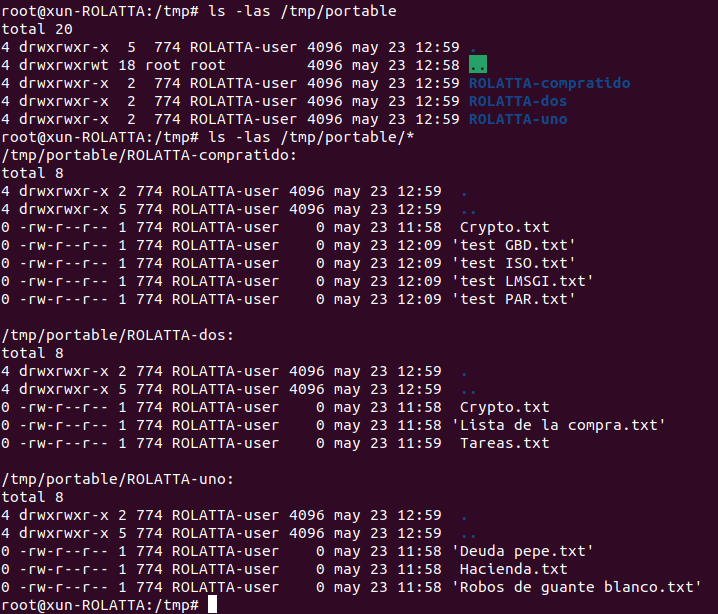 root@xun-ROLATTA:/tmp# ls -las /tmp/portable
total 20
4 drwxrwxr-x  5  774 ROLATTA-user 4096 may 23 12:59 .
4 drwxrwxrwt 18 root root         4096 may 23 12:58 ..
4 drwxrwxr-x  2  774 ROLATTA-user 4096 may 23 12:59 ROLATTA-compratido
4 drwxrwxr-x  2  774 ROLATTA-user 4096 may 23 12:59 ROLATTA-dos
4 drwxrwxr-x  2  774 ROLATTA-user 4096 may 23 12:59 ROLATTA-uno
root@xun-ROLATTA:/tmp# ls -las /tmp/portable/*
/tmp/portable/ROLATTA-compratido:
total 8
4 drwxrwxr-x 2 774 ROLATTA-user 4096 may 23 12:59  .
4 drwxrwxr-x 5 774 ROLATTA-user 4096 may 23 12:59  ..
0 -rw-r--r-- 1 774 ROLATTA-user    0 may 23 11:58  Crypto.txt
0 -rw-r--r-- 1 774 ROLATTA-user    0 may 23 12:09 'test GBD.txt'
0 -rw-r--r-- 1 774 ROLATTA-user    0 may 23 12:09 'test ISO.txt'
0 -rw-r--r-- 1 774 ROLATTA-user    0 may 23 12:09 'test LMSGI.txt'
0 -rw-r--r-- 1 774 ROLATTA-user    0 may 23 12:09 'test PAR.txt'

/tmp/portable/ROLATTA-dos:
total 8
4 drwxrwxr-x 2 774 ROLATTA-user 4096 may 23 12:59  .
4 drwxrwxr-x 5 774 ROLATTA-user 4096 may 23 12:59  ..
0 -rw-r--r-- 1 774 ROLATTA-user    0 may 23 11:58  Crypto.txt
0 -rw-r--r-- 1 774 ROLATTA-user    0 may 23 11:58 'Lista de la compra.txt'
0 -rw-r--r-- 1 774 ROLATTA-user    0 may 23 11:59  Tareas.txt

/tmp/portable/ROLATTA-uno:
total 8
4 drwxrwxr-x 2 774 ROLATTA-user 4096 may 23 12:59  .
4 drwxrwxr-x 5 774 ROLATTA-user 4096 may 23 12:59  ..
0 -rw-r--r-- 1 774 ROLATTA-user    0 may 23 11:58 'Deuda pepe.txt'
0 -rw-r--r-- 1 774 ROLATTA-user    0 may 23 11:58  Hacienda.txt
0 -rw-r--r-- 1 774 ROLATTA-user    0 may 23 11:58 'Robos de guante blanco.txt'
root@xun-ROLATTA:/tmp#